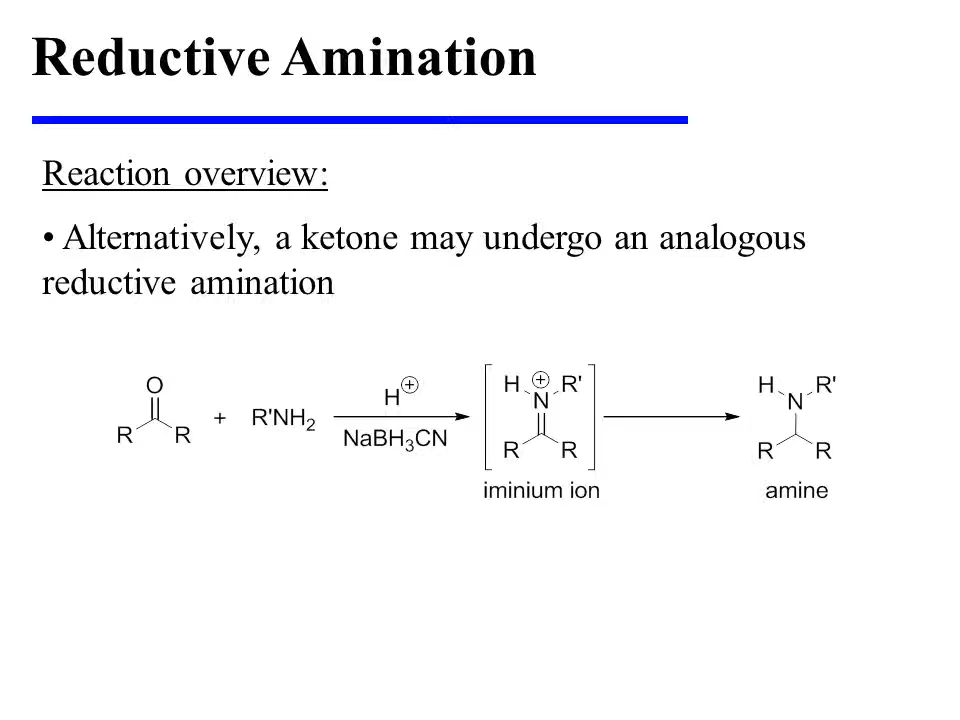 Reductive Amination
Reaction overview:
• Alternatively, a ketone may undergo an analogous
reductive amination
O
R R
+
R'NH₂
H⊕
NaBH₃CN
H ⊕ R'
N
R R
iminium ion
H R'
N
R R
amine